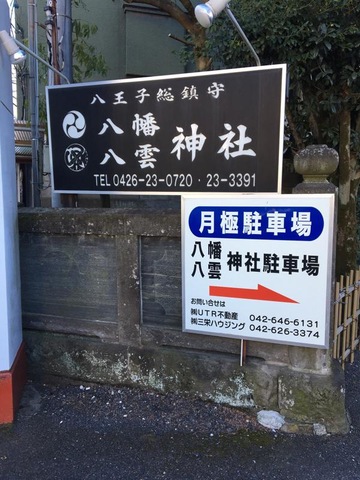 八王子総鎮守
八幡
八雲
神社
TEL 0426-23-0720・23-3391
月極駐車場
八幡
八雲
神社駐車場
お問い合せは
㈱UTR不動産 042-646-6131
㈱三栄ハウジング 042-626-3374